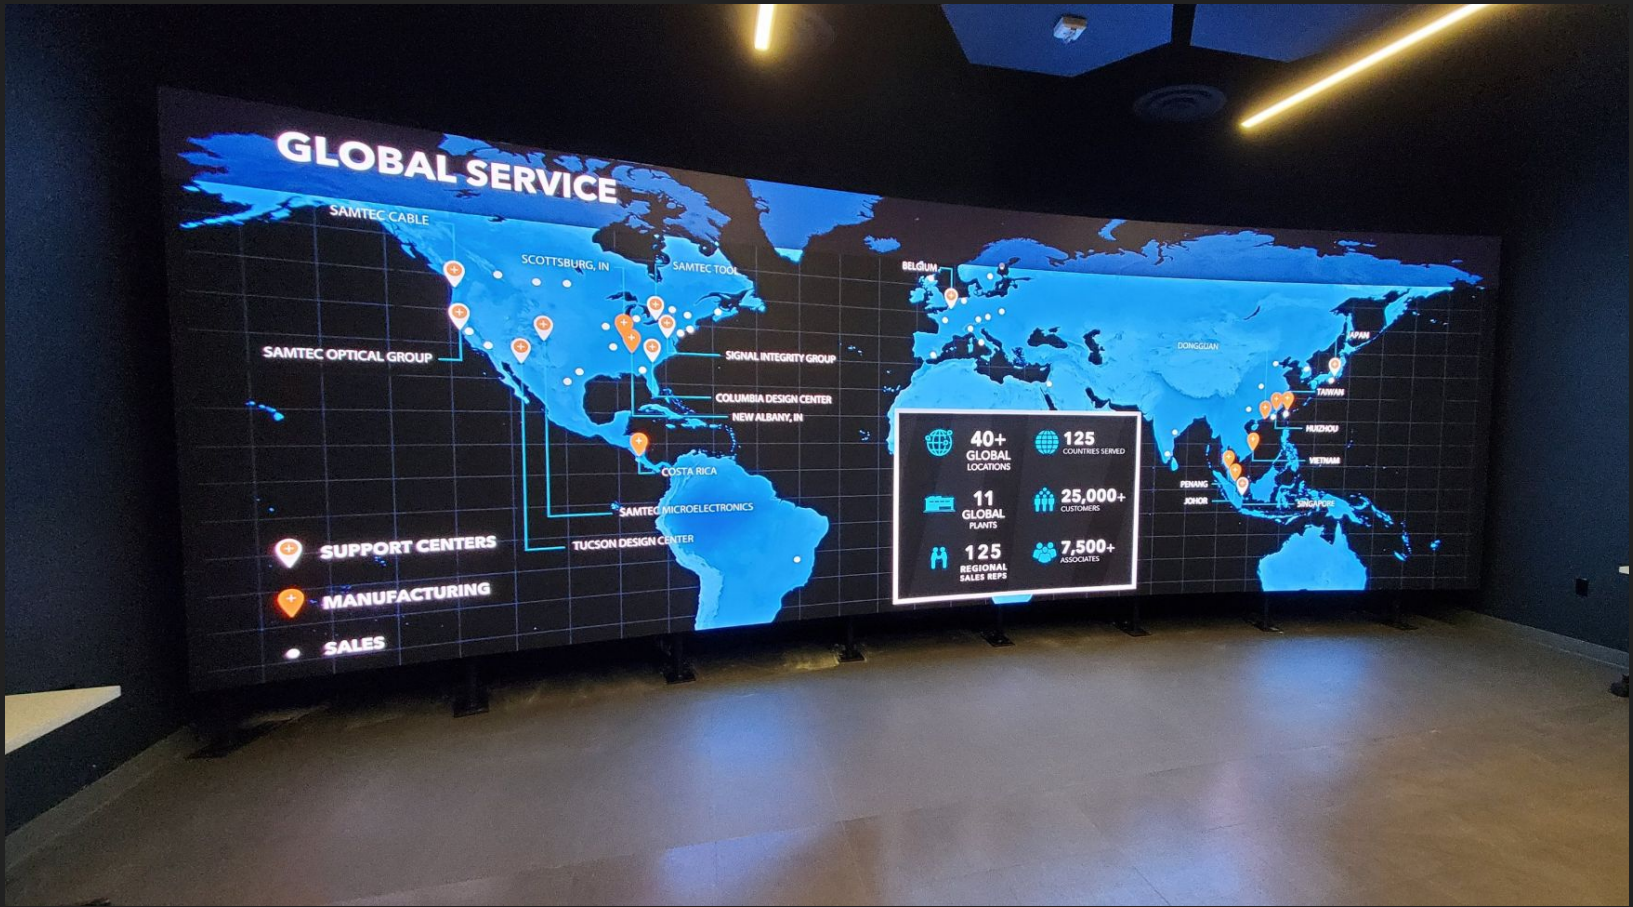 GLOBAL SERVICE
SAMTEC CABLE
SCOTTSBURG, IN
SAMTEC TOOL
BELGIUM
JAPAN
DONGGUAN
SAMTEC OPTICAL GROUP
SIGNAL INTEGRITY GROUP
TAIWAN
COLUMBIA DESIGN CENTER
NEW ALBANY, IN
HUIZHOU
COSTA RICA
VIETNAM
PENANG
JOHOR
SINGAPORE
SAMTEC MICROELECTRONICS
TUCSON DESIGN CENTER
SUPPORT CENTERS
MANUFACTURING
SALES
40+
GLOBAL
LOCATIONS
125
COUNTRIES SERVED
11
GLOBAL
PLANTS
25,000+
CUSTOMERS
125
REGIONAL
SALES REPS
7,500+
ASSOCIATES